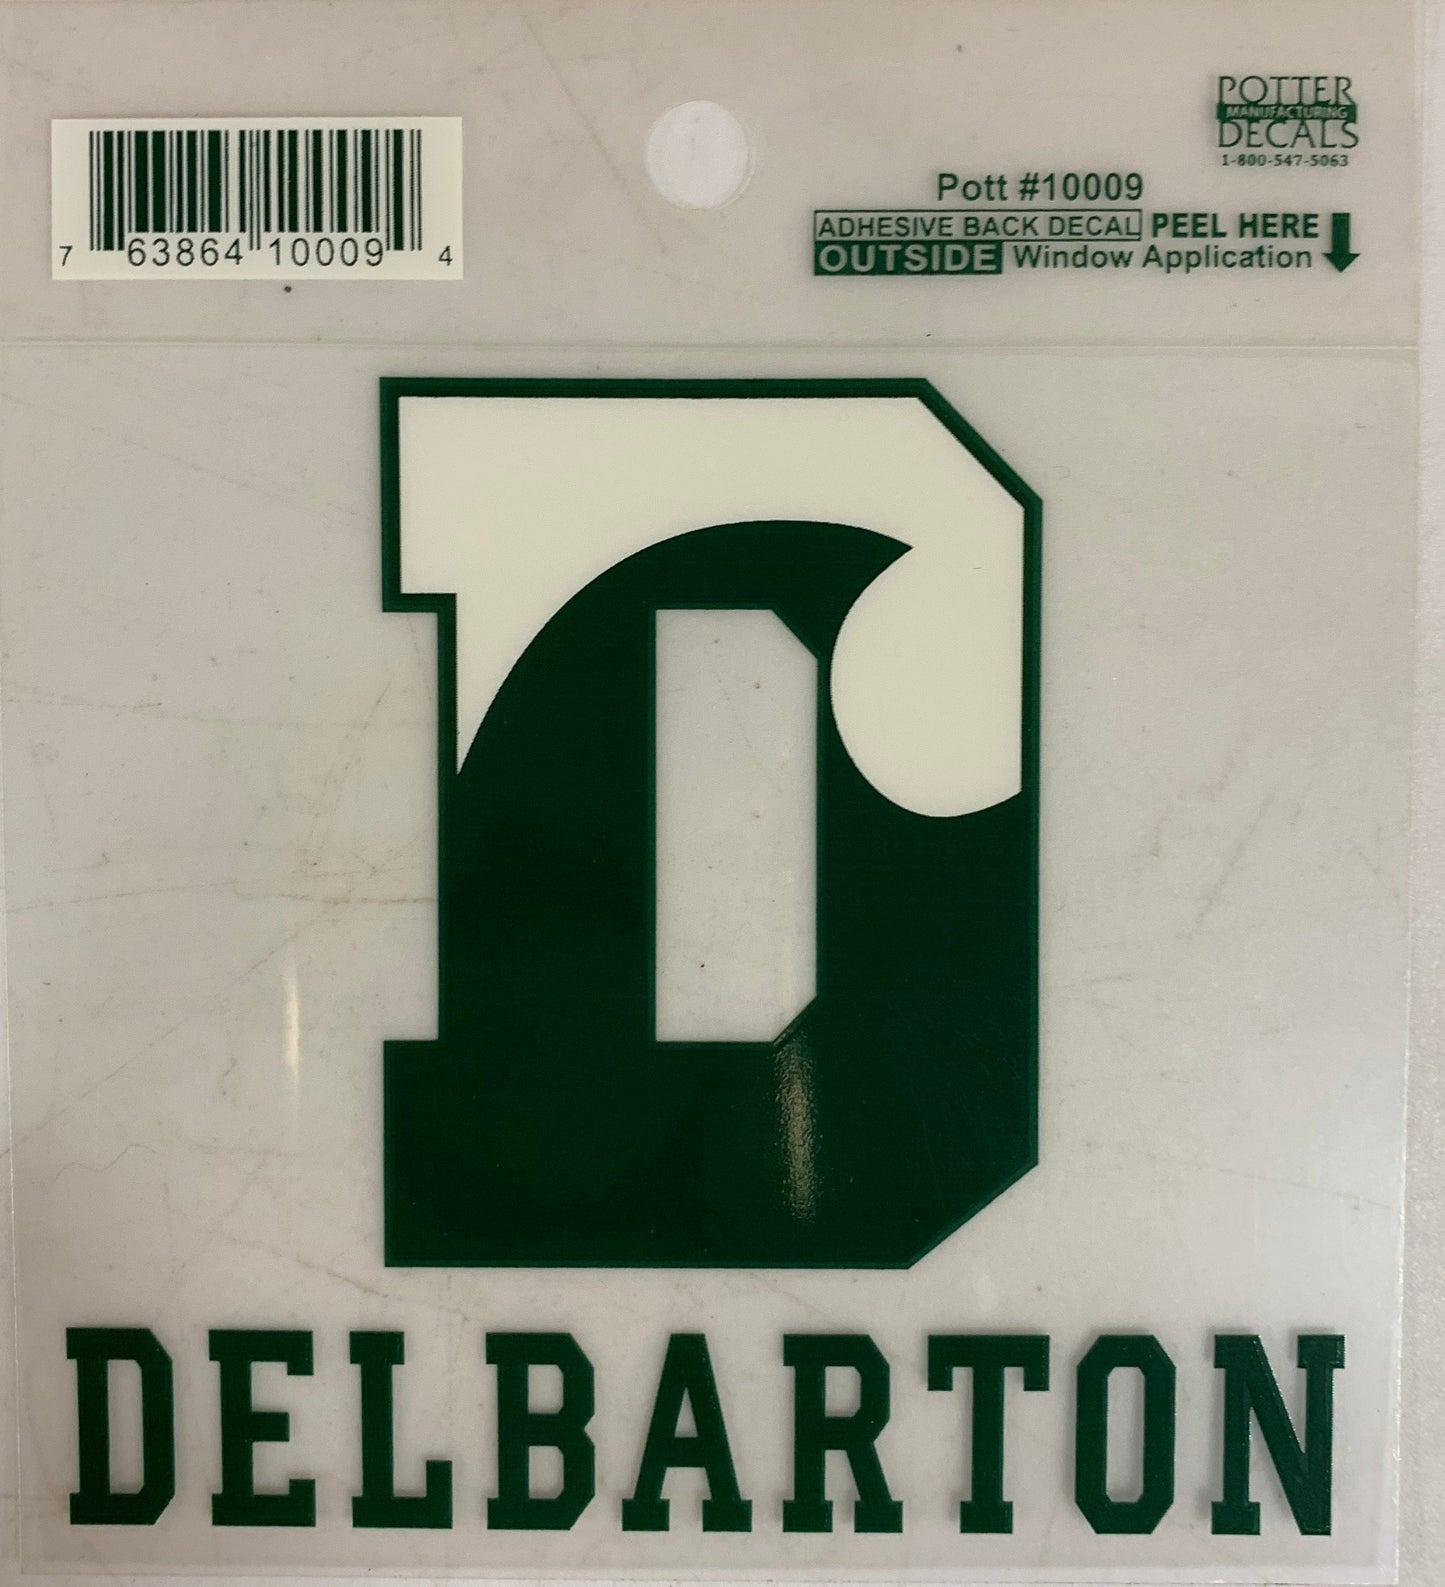 7 63864 10009 4
POTTER
MANUFACTURING
DECALS
1-800-547-5063
Pott #10009
ADHESIVE BACK DECAL PEEL HERE
OUTSIDE Window Application
D
DELBARTON